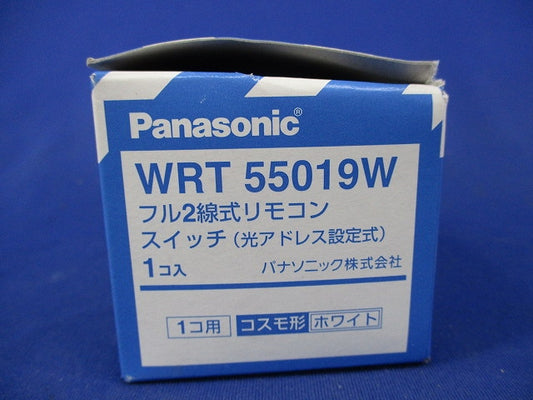 Panasonic®
WRT 55019W
フル2線式リモコン
スイッチ（光アドレス設定式）
1コ入 パナソニック株式会社
1コ用 コスモ形 ホワイト